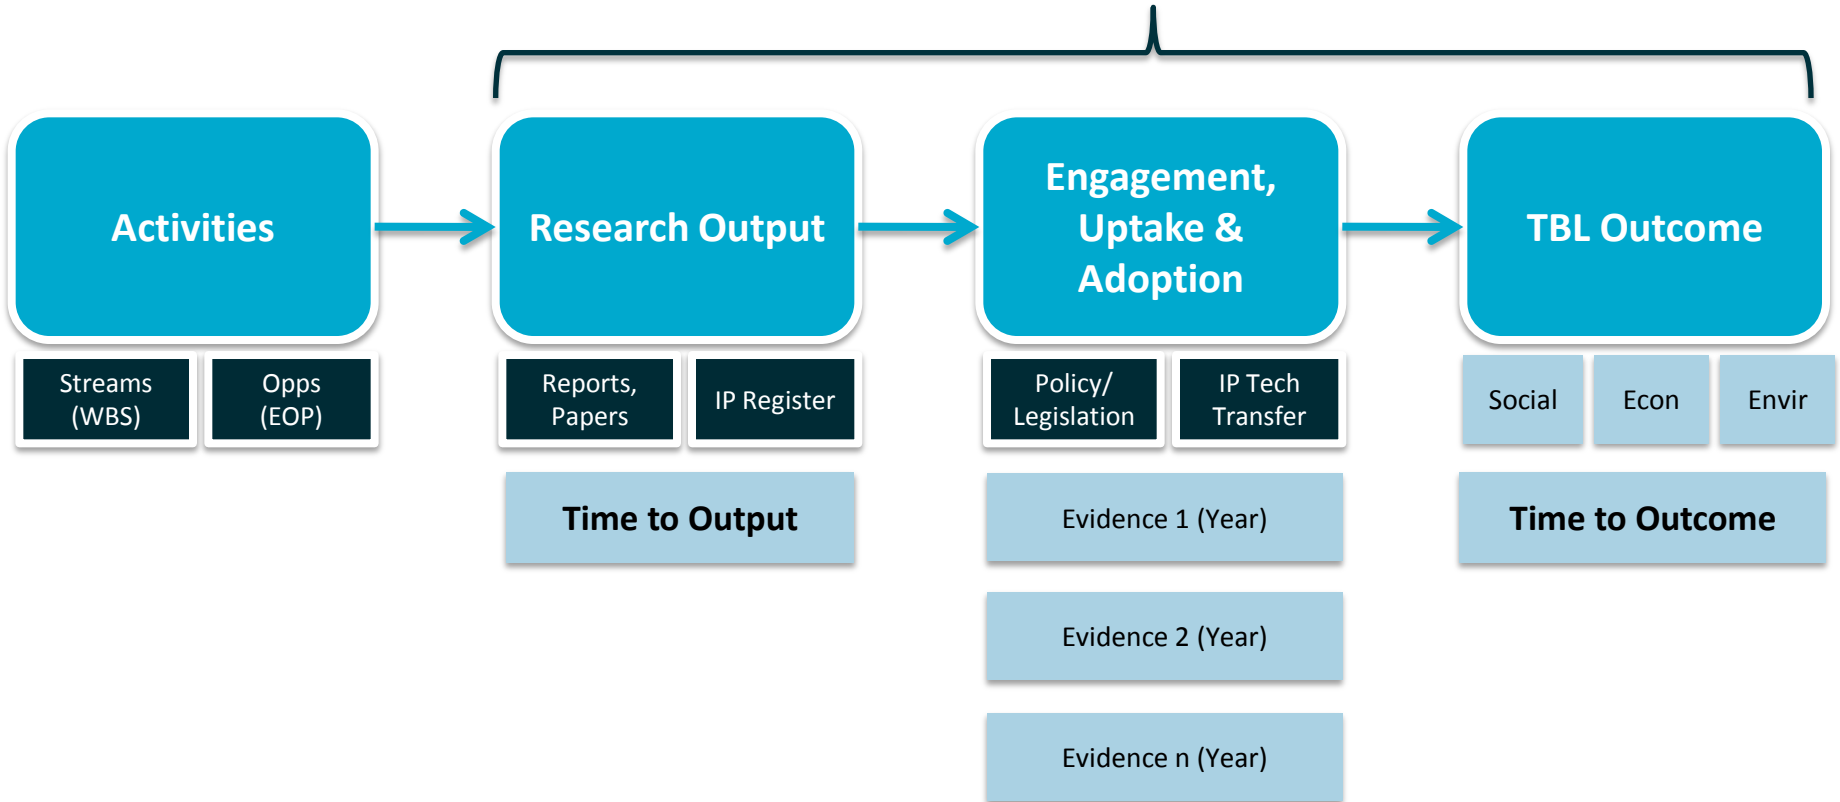 Activities
Research Output
Engagement,
Uptake &
Adoption
TBL Outcome
Streams
(WBS)
Opps
(EOP)
Reports,
Papers
IP Register
Policy/
Legislation
IP Tech
Transfer
Social
Econ
Envir
Time to Output
Evidence 1 (Year)
Time to Outcome
Evidence 2 (Year)
Evidence n (Year)